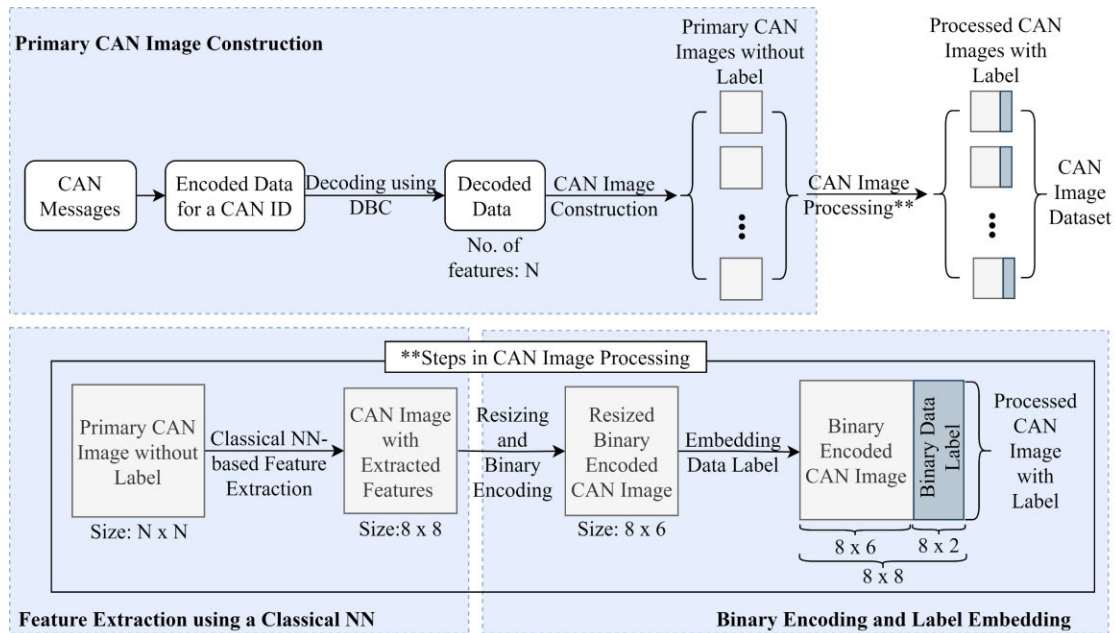 Primary CAN Image Construction
Primary CAN
Images without
Label
Processed CAN
Images with
Label
CAN
Messages
Encoded Data
for a CAN ID
Decoding using
DBC
Decoded
Data
No. of
features: N
CAN Image
Construction
CAN Image
Processing**
CAN
Image
Dataset
**Steps in CAN Image Processing
Primary CAN
Image without
Label
Size: N x N
Classical NN-
based Feature
Extraction
CAN Image
with
Extracted
Features
Size:8 x 8
Resizing
and
Binary
Encoding
Resized
Binary
Encoded
CAN Image
Size: 8 x 6
Embedding
Data Label
Binary
Encoded
CAN Image
Binary Data
Label
8 x 6
8 x 2
8 x 8
Processed
CAN
Image
with
Label
Feature Extraction using a Classical NN
Binary Encoding and Label Embedding